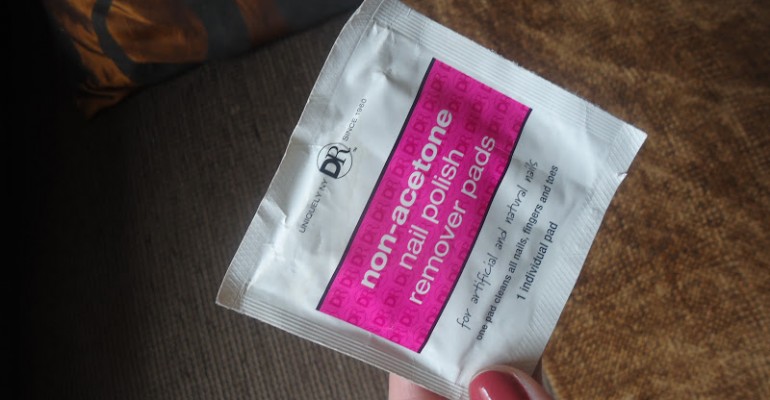 UNIQUELY NY DR SINCE 1960
non-acetone
nail polish
remover pads
for artificial and natural nails
one pad cleans all nails, fingers and toes
1 individual pad